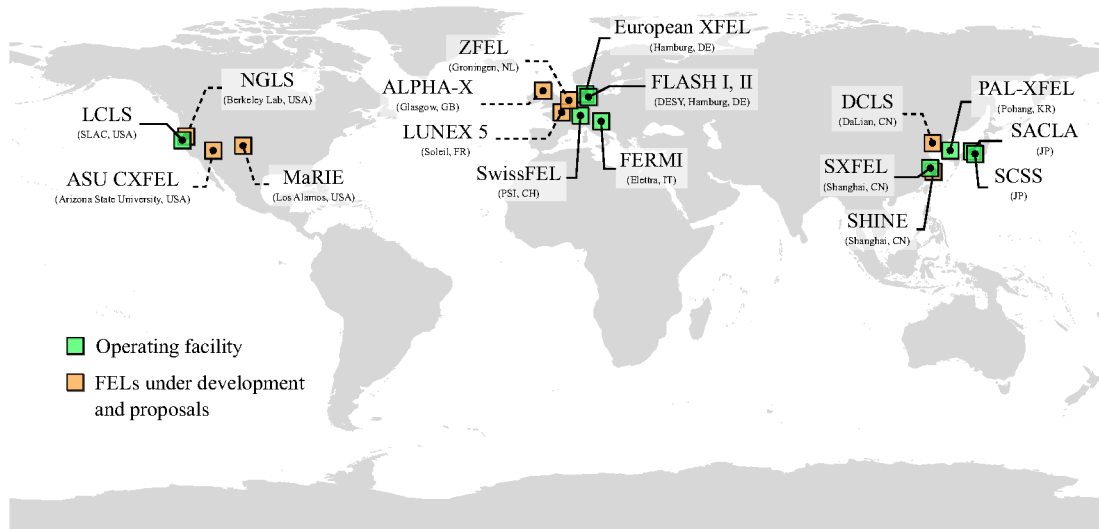 European XFEL
(Hamburg, DE)
ZFEL
(Groningen, NL)
NGLS
(Berkeley Lab, USA)
ALPHA-X
(Glasgow, GB)
FLASH I, II
(DESY, Hamburg, DE)
LCLS
(SLAC, USA)
DCLS
(DaLian, CN)
PAL-XFEL
(Pohang, KR)
LUNEX 5
(Soleil, FR)
SACLA
(JP)
ASU CXFEL
(Arizona State University, USA)
MaRIE
(Los Alamos, USA)
SwissFEL
(PSI, CH)
FERMI
(Elettra, IT)
SXFEL
(Shanghai, CN)
SCSS
(JP)
SHINE
(Shanghai, CN)
Operating facility
FELs under development
and proposals